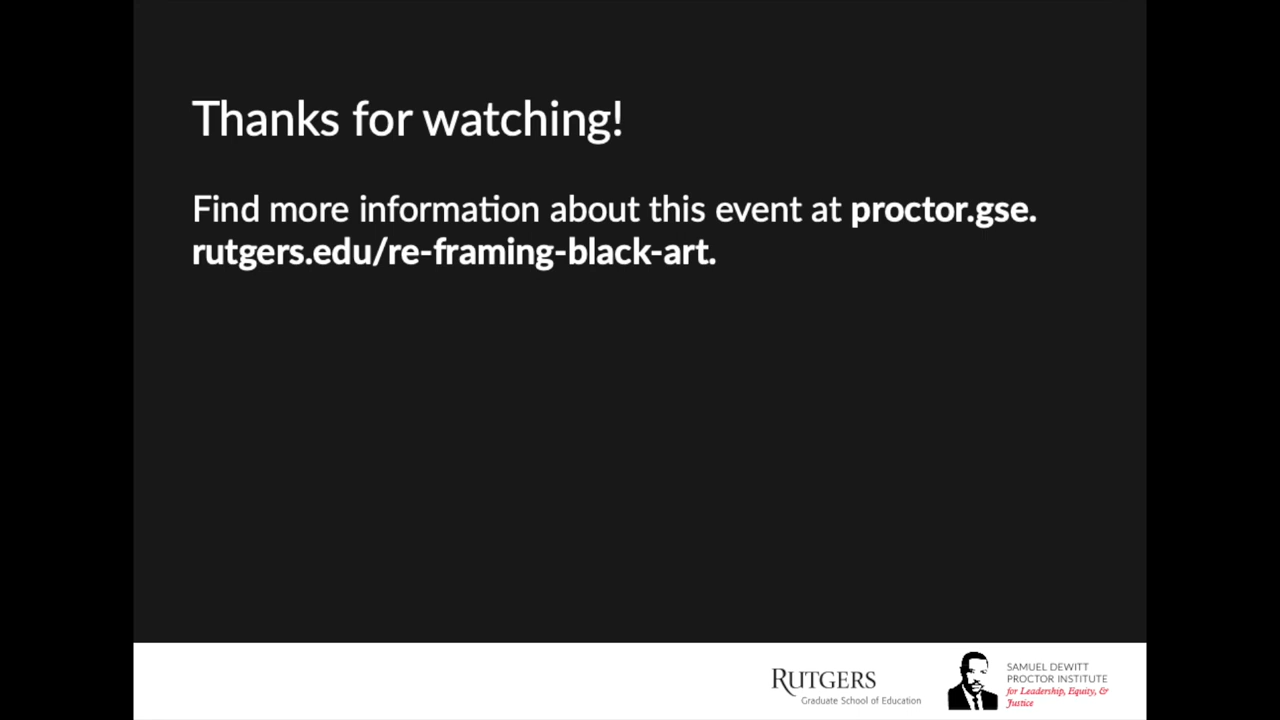 Thanks for watching!
Find more information about this event at proctor.gse.
rutgers.edu/re-framing-black-art.
RUTGERS
Graduate School of Education
SAMUEL DEWITT
PROCTOR INSTITUTE
for Leadership, Equity, &
Justice